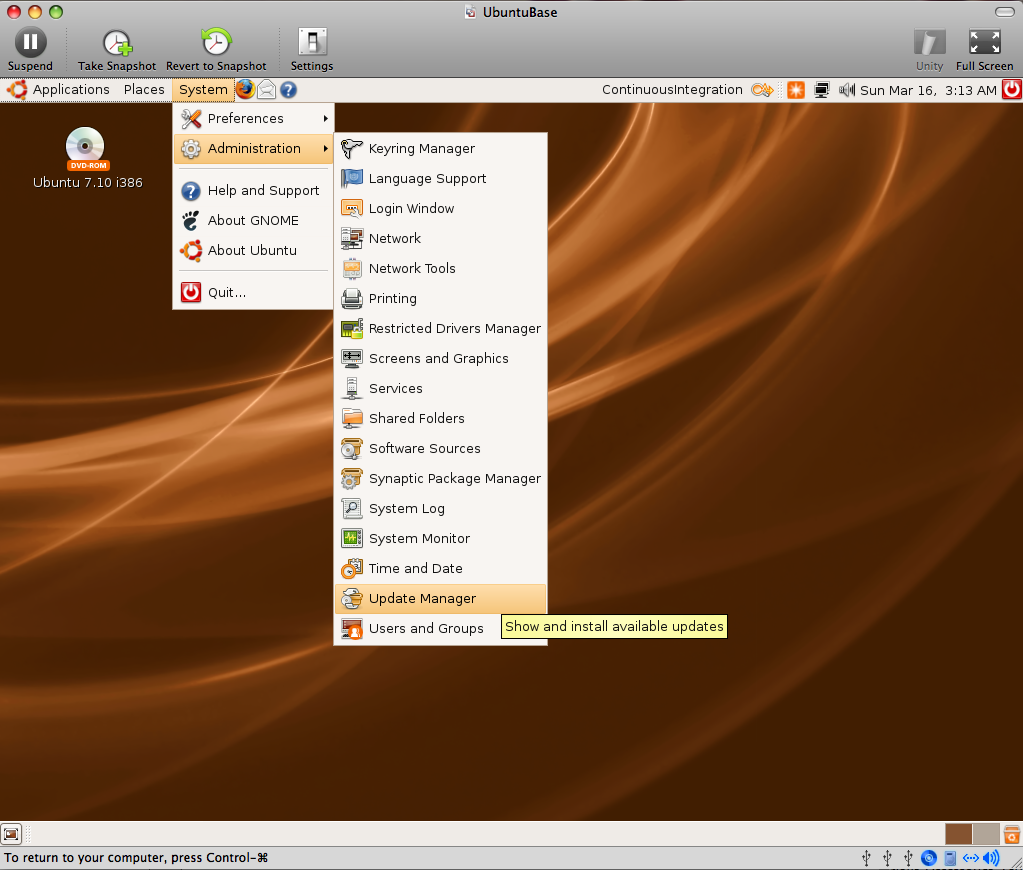 UbuntuBase
Suspend
Take Snapshot
Revert to Snapshot
Settings
Unity
Full Screen
Applications Places System
ContinuousIntegration
Sun Mar 16, 3:13 AM
DVD-ROM
Ubuntu 7.10 i386
Preferences
Administration
Help and Support
About GNOME
About Ubuntu
Quit...
Keyring Manager
Language Support
Login Window
Network
Network Tools
Printing
Restricted Drivers Manager
Screens and Graphics
Services
Shared Folders
Software Sources
Synaptic Package Manager
System Log
System Monitor
Time and Date
Update Manager
Users and Groups
Show and install available updates
To return to your computer, press Control-⌘